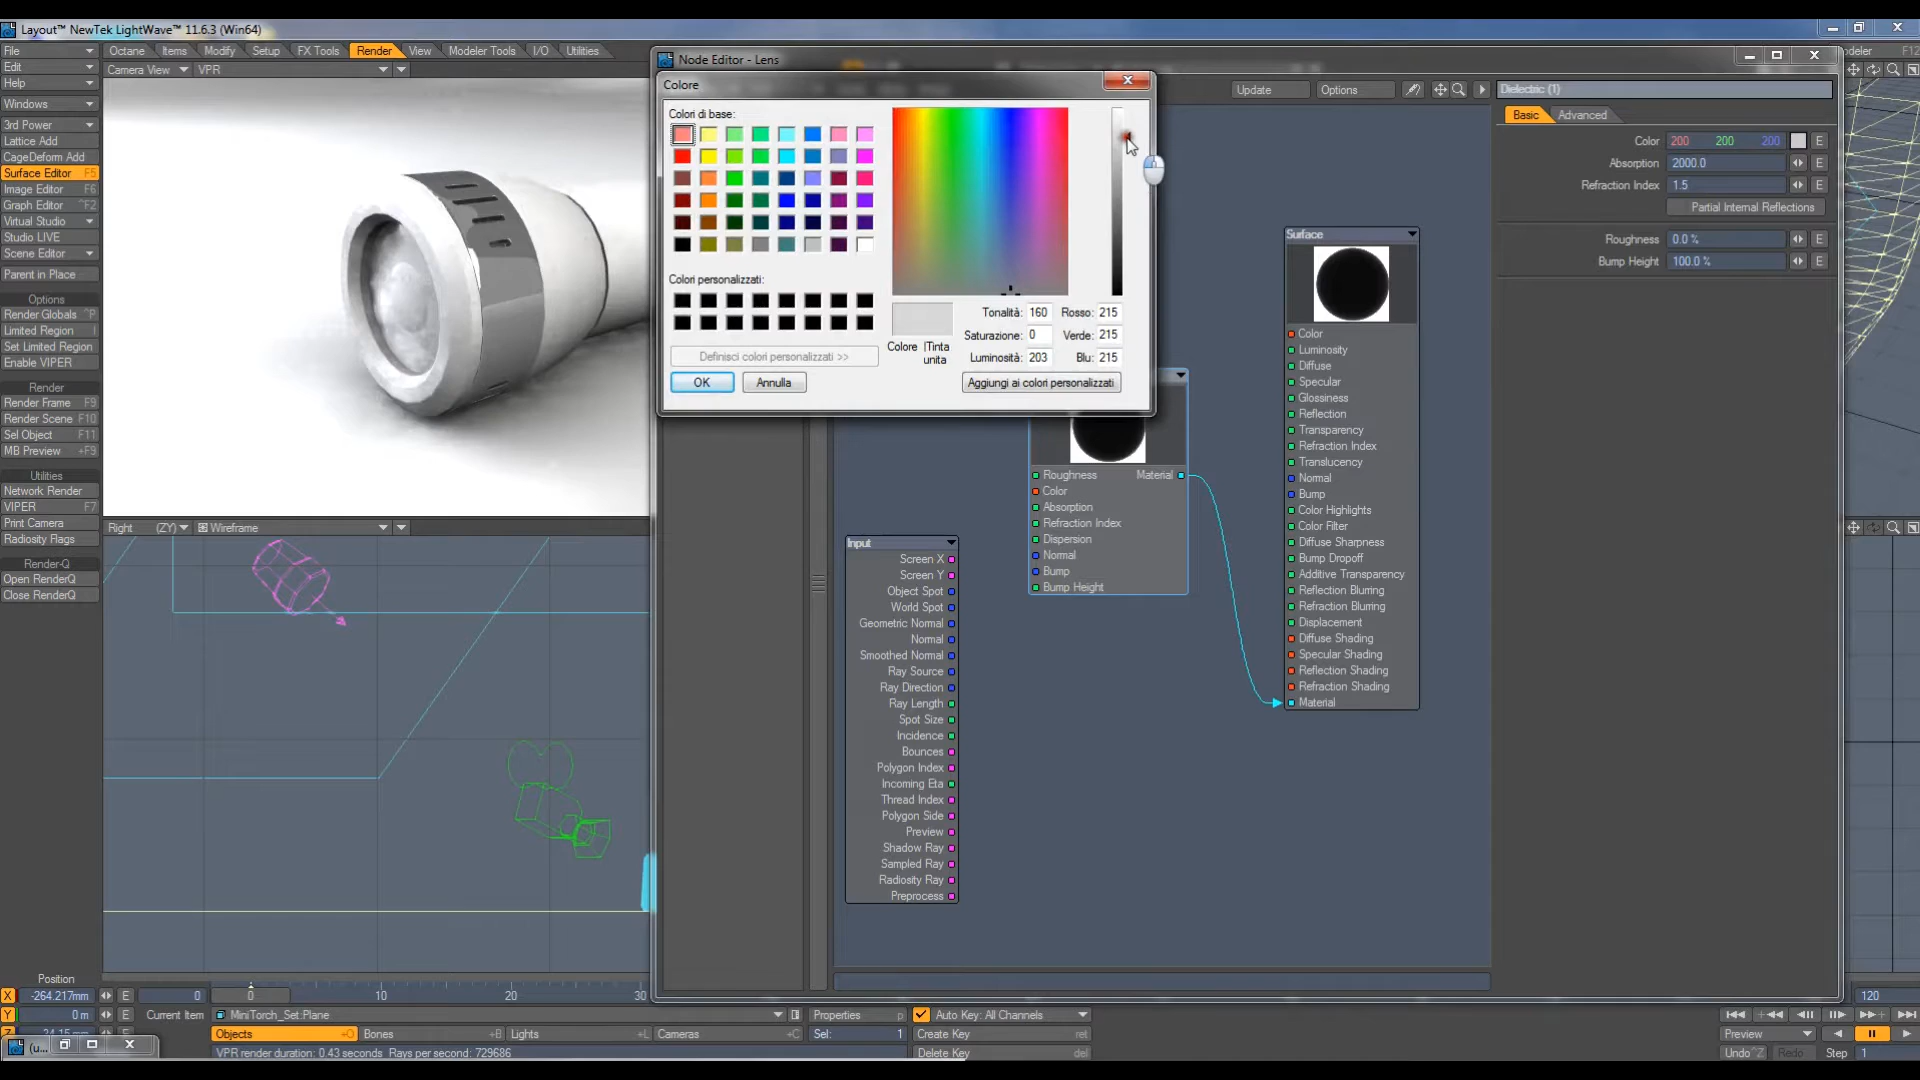 Layout™ NewTek LightWave™ 11.6.3 (Win64)
File
Octane Items Modify Setup FX Tools Render View Modeler Tools I/O Utilities
Edit
Camera View VPR
Help
Windows
3rd Power
Lattice Add
CageDeform Add
Surface Editor F5
Image Editor F6
Graph Editor ^F2
Virtual Studio
Studio LIVE
Scene Editor
Parent in Place
Options
Render Globals ^P
Limited Region l
Set Limited Region
Enable VIPER
Render
Render Frame F9
Render Scene F10
Sel Object F11
MB Preview +F9
Utilities
Network Render
VIPER F7
Print Camera
Radiosity Flags
Render-Q
Open RenderQ
Close RenderQ
Right (ZY) Wireframe
Node Editor - Lens
Colore
Colori di base:
Colori personalizzati:
Definisci colori personalizzati >>
OK Annulla
Colore |Tinta
unita
Tonalità: 160 Rosso: 215
Saturazione: 0 Verde: 215
Luminosità: 203 Blu: 215
Aggiungi ai colori personalizzati
Update Options
Dielectric (1)
Basic Advanced
Color 200 200 200 E
Absorption 2000.0 E
Refraction Index 1.5 E
Partial Internal Reflections
Roughness 0.0 % E
Bump Height 100.0 % E
F12
Roughness Material
Color
Absorption
Refraction Index
Dispersion
Normal
Bump
Bump Height
Input
Screen X
Screen Y
Object Spot
World Spot
Geometric Normal
Normal
Smoothed Normal
Ray Source
Ray Direction
Ray Length
Spot Size
Incidence
Bounces
Polygon Index
Incoming Eta
Thread Index
Polygon Side
Preview
Shadow Ray
Sampled Ray
Radiosity Ray
Preprocess
Surface
Color
Luminosity
Diffuse
Specular
Glossiness
Reflection
Transparency
Refraction Index
Translucency
Normal
Bump
Color Highlights
Color Filter
Diffuse Sharpness
Bump Dropoff
Additive Transparency
Reflection Blurring
Refraction Blurring
Displacement
Diffuse Shading
Specular Shading
Reflection Shading
Refraction Shading
Material
Position
X -264.217mm E 0 0 10 20 30 120
Y 0 m E Current Item MiniTorch_Set:Plane Properties p Auto Key: All Channels
Objects +O Bones +B Lights +L Cameras +C Sel: 1 Create Key ret Preview
VPR render duration: 0.43 seconds Rays per second: 729686 Delete Key del Undo ^Z Redo Step 1
(u...